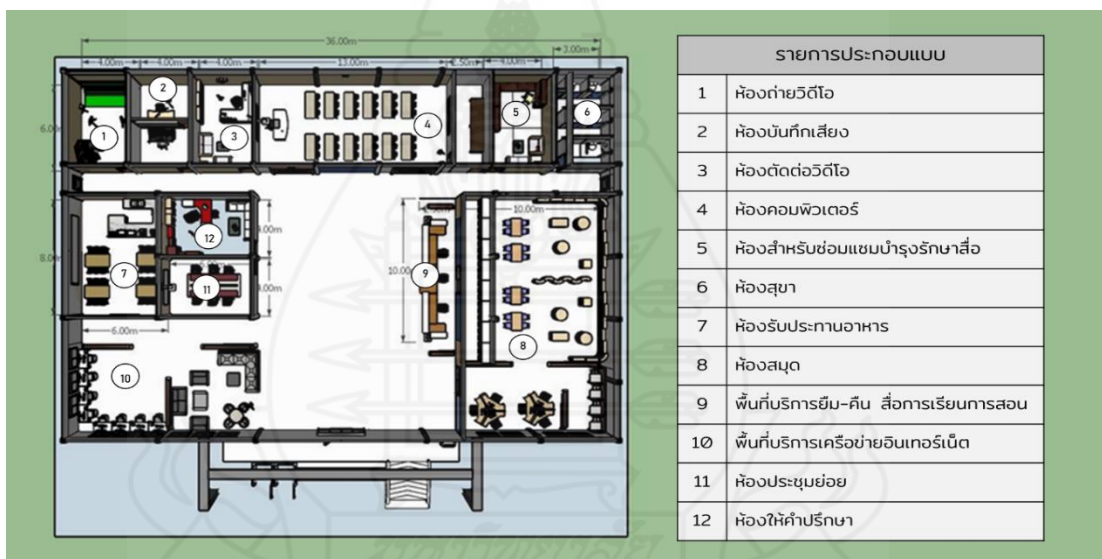 36.00m
4.00m 4.00m 4.00m 13.00m 2.50m 4.00m 3.00m
2
1
3
4
5
6
6.00m
10.00m
12
4.00m
8.00m
7
11
4.00m
10.00m
9
8
6.00m
10
รายการประกอบแบบ
1 ห้องถ่ายวิดีโอ
2 ห้องบันทึกเสียง
3 ห้องตัดต่อวิดีโอ
4 ห้องคอมพิวเตอร์
5 ห้องสำหรับซ่อมแซมบำรุงรักษาสื่อ
6 ห้องสุขา
7 ห้องรับประทานอาหาร
8 ห้องสมุด
9 พื้นที่บริการยืม-คืน สื่อการเรียนการสอน
10 พื้นที่บริการเครือข่ายอินเทอร์เน็ต
11 ห้องประชุมย่อย
12 ห้องให้คำปรึกษา